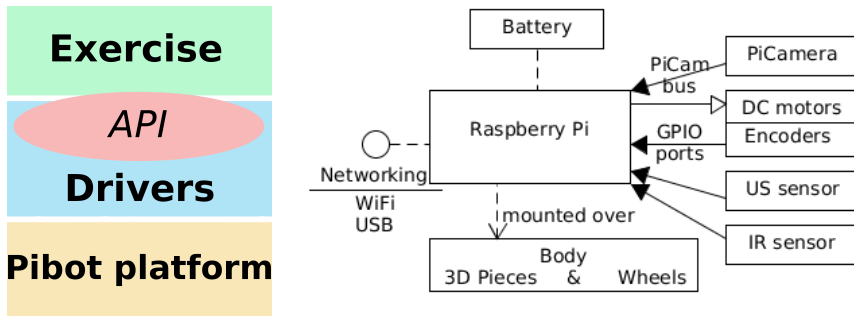 Exercise
API
Drivers
Pibot platform
Battery
PiCam
bus
PiCamera
Raspberry Pi
DC motors
Encoders
GPIO
ports
Networking
WiFi
USB
US sensor
mounted over
IR sensor
Body
3D Pieces & Wheels